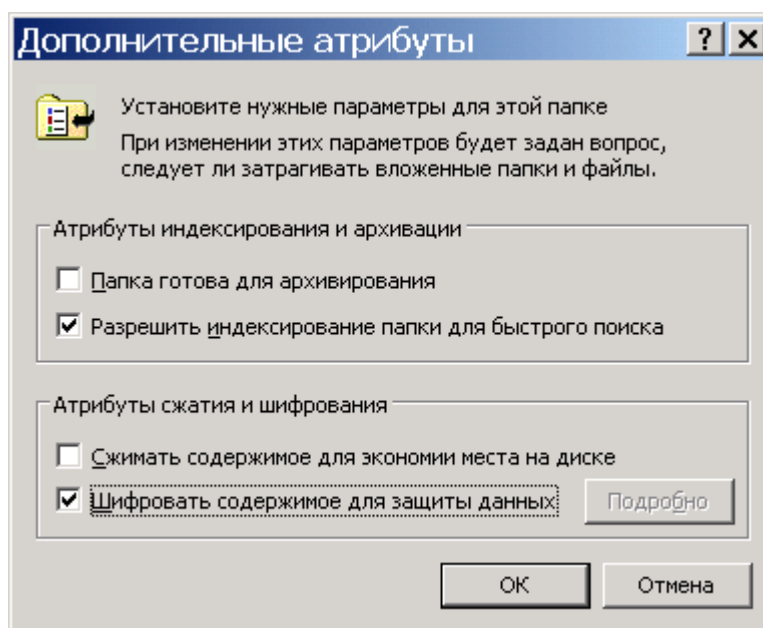 Дополнительные атрибуты
Установите нужные параметры для этой папке
При изменении этих параметров будет задан вопрос,
следует ли затрагивать вложенные папки и файлы.
Атрибуты индексирования и архивации
Папка готова для архивирования
Разрешить индексирование папки для быстрого поиска
Атрибуты сжатия и шифрования
Сжимать содержимое для экономии места на диске
Шифровать содержимое для защиты данных
Подробно
ОК
Отмена